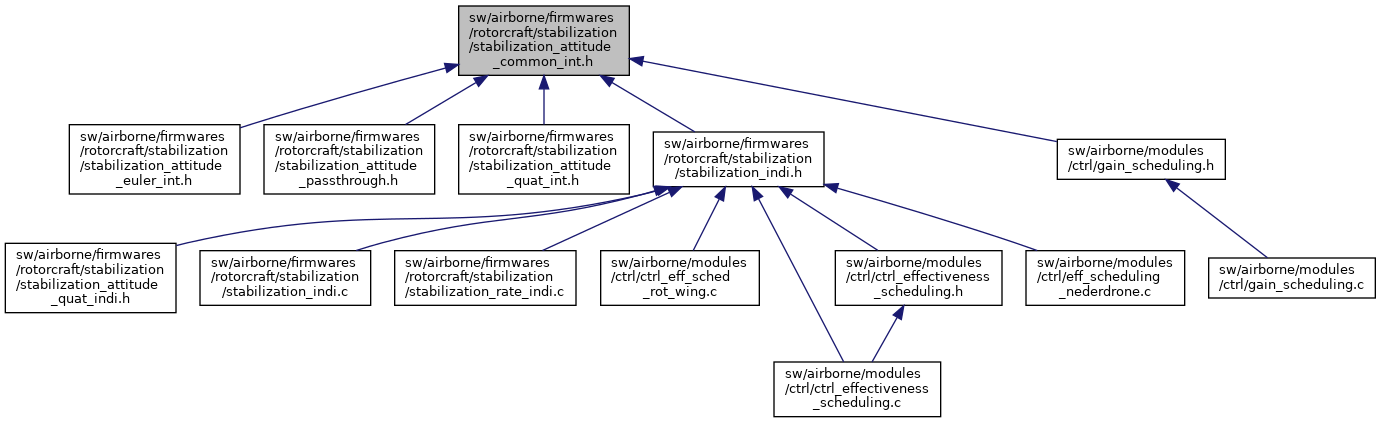 sw/airborne/firmwares
/rotorcraft/stabilization
/stabilization_attitude
_common_int.h
sw/airborne/firmwares
/rotorcraft/stabilization
/stabilization_attitude
_euler_int.h
sw/airborne/firmwares
/rotorcraft/stabilization
/stabilization_attitude
_passthrough.h
sw/airborne/firmwares
/rotorcraft/stabilization
/stabilization_attitude
_quat_int.h
sw/airborne/firmwares
/rotorcraft/stabilization
/stabilization_indi.h
sw/airborne/modules
/ctrl/gain_scheduling.h
sw/airborne/firmwares
/rotorcraft/stabilization
/stabilization_attitude
_quat_indi.h
sw/airborne/firmwares
/rotorcraft/stabilization
/stabilization_indi.c
sw/airborne/firmwares
/rotorcraft/stabilization
/stabilization_rate_indi.c
sw/airborne/modules
/ctrl/ctrl_eff_sched
_rot_wing.c
sw/airborne/modules
/ctrl/ctrl_effectiveness
_scheduling.h
sw/airborne/modules
/ctrl/eff_scheduling
_nederdrone.c
sw/airborne/modules
/ctrl/gain_scheduling.c
sw/airborne/modules
/ctrl/ctrl_effectiveness
_scheduling.c